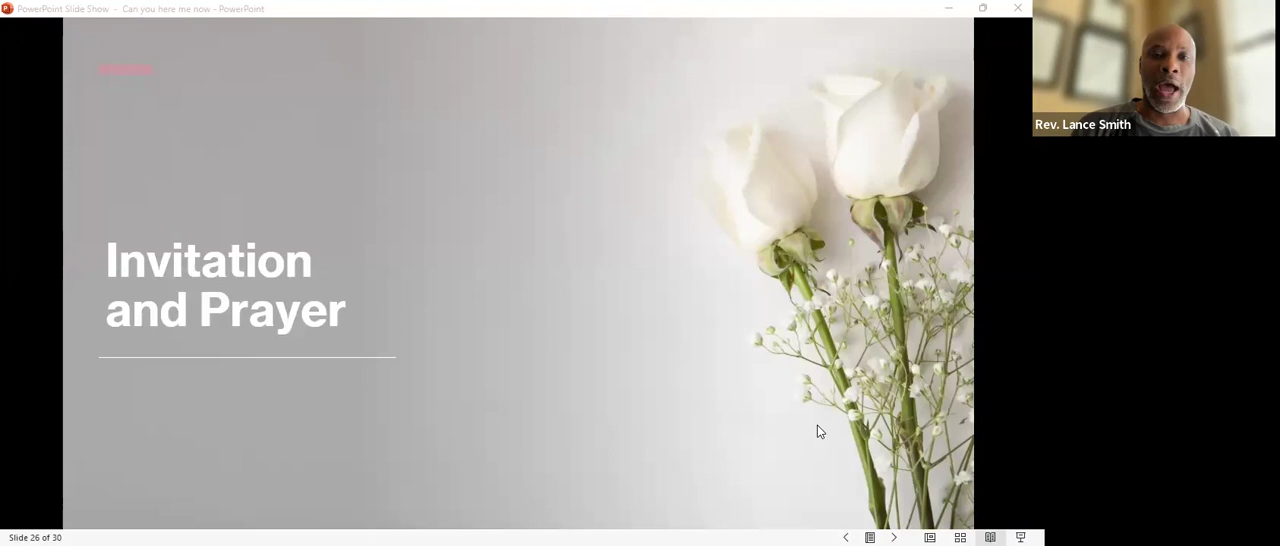 PowerPoint Slide Show - Can you here me now - PowerPoint
Rev. Lance Smith
Invitation
and Prayer
Slide 26 of 30